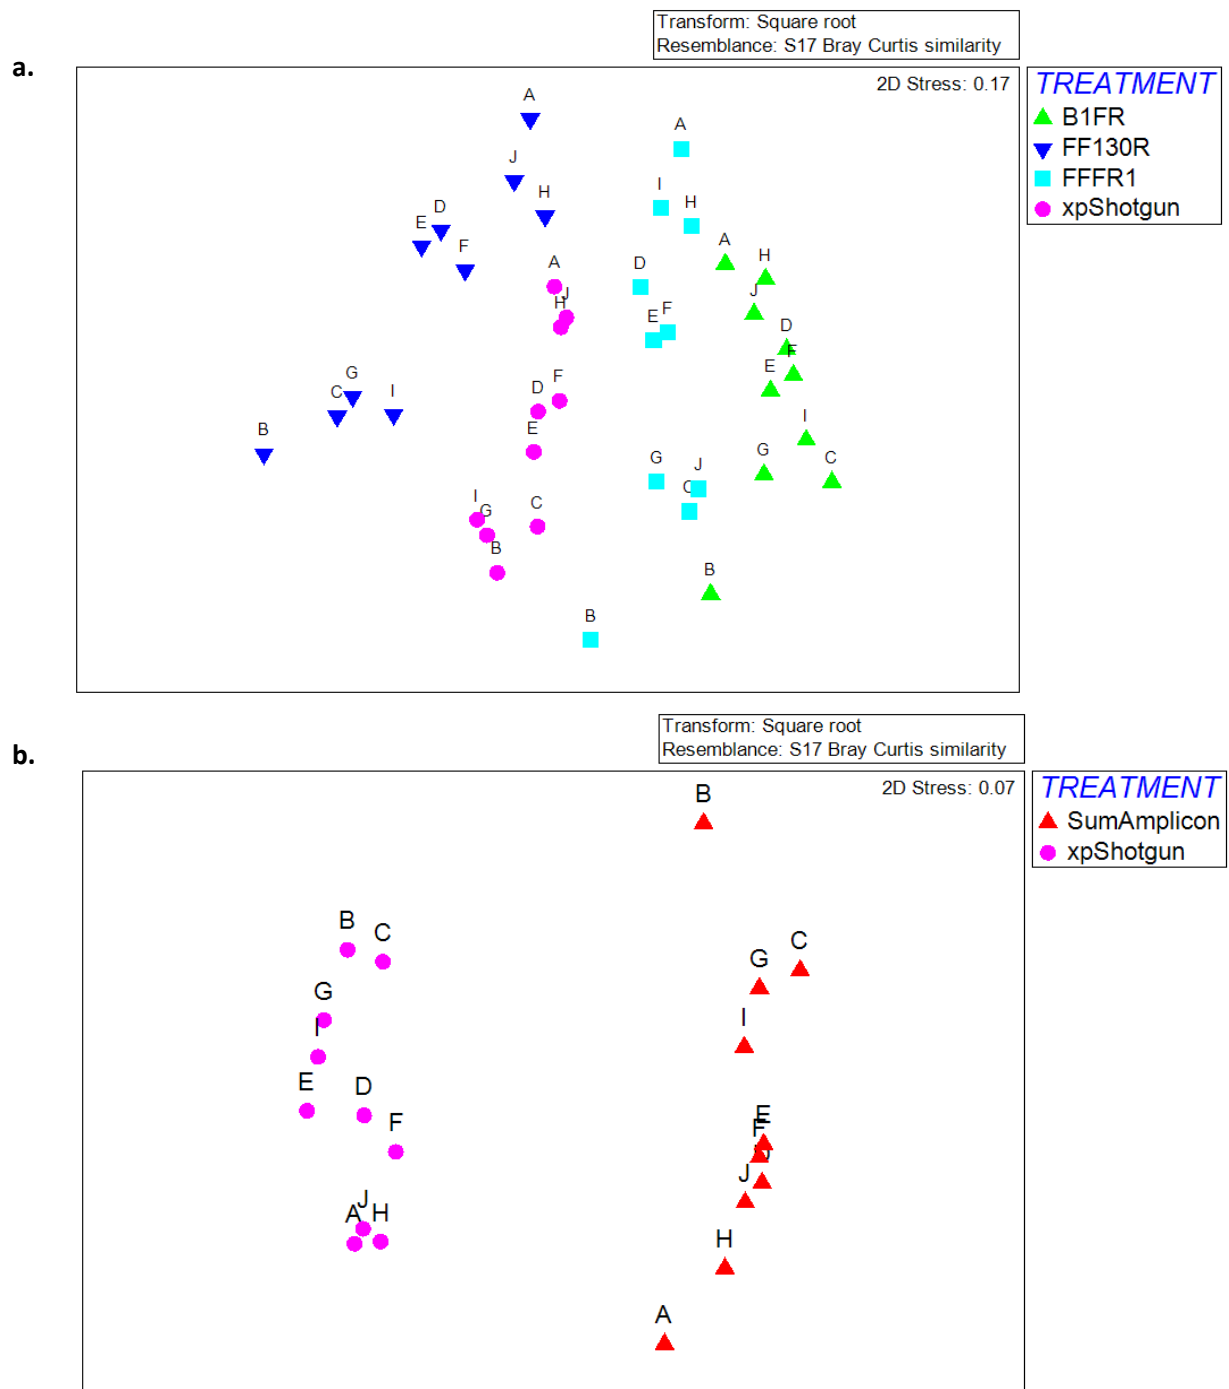 Transform: Square root
Resemblance: S17 Bray Curtis similarity
a.
2D Stress: 0.17
TREATMENT
B1FR
FF130R
FFFR1
xpShotgun
A
A
J
I
H
H
D
E
F
A
H
A
D
J
J
H
E
F
D
F
E
D
F
G
C
I
B
E
I
G
C
G
J
C
I
G
C
B
B
B
Transform: Square root
Resemblance: S17 Bray Curtis similarity
b.
2D Stress: 0.07
TREATMENT
SumAmplicon
xpShotgun
B
B
C
C
G
G
I
I
E
D
E
F
F
D
J
J
A
H
H
A